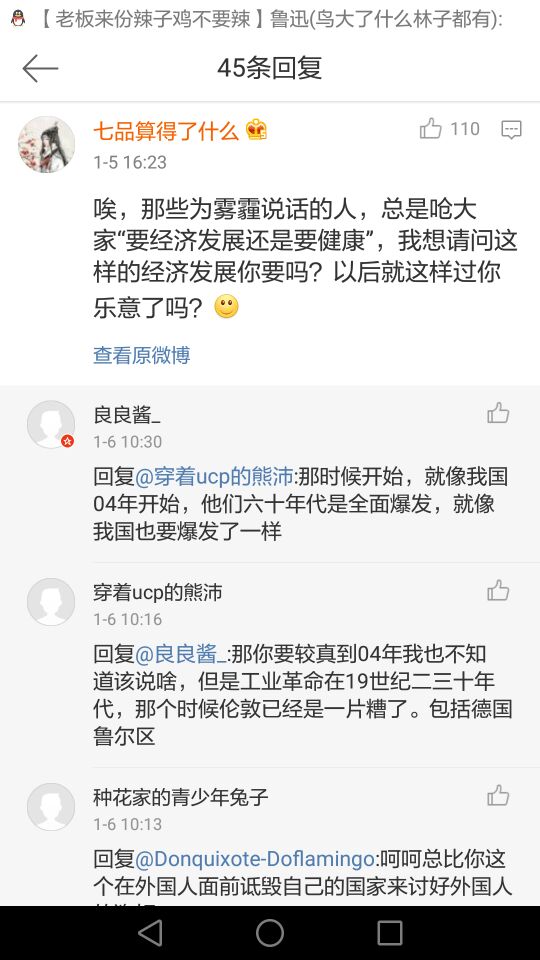 【老板来份辣子鸡不要辣】鲁迅(鸟大了什么林子都有):
45条回复
七品算得了什么
110
1-5 16:23
唉，那些为雾霾说话的人，总是呛大
家“要经济发展还是要健康”，我想请问这
样的经济发展你要吗？以后就这样过你
乐意了吗？
查看原微博
良良酱_
1-6 10:30
回复@穿着ucp的熊沛:那时候开始，就像我国
04年开始，他们六十年代是全面爆发，就像
我国也要爆发了一样
穿着ucp的熊沛
1-6 10:16
回复@良良酱_:那你要较真到04年我也不知
道该说啥，但是工业革命在19世纪二三十年
代，那个时候伦敦已经是一片糟了。包括德国
鲁尔区
种花家的青少年兔子
1-6 10:13
回复@Donquixote-Doflamingo:呵呵总比你这
个在外国人面前诋毁自己的国家来讨好外国人